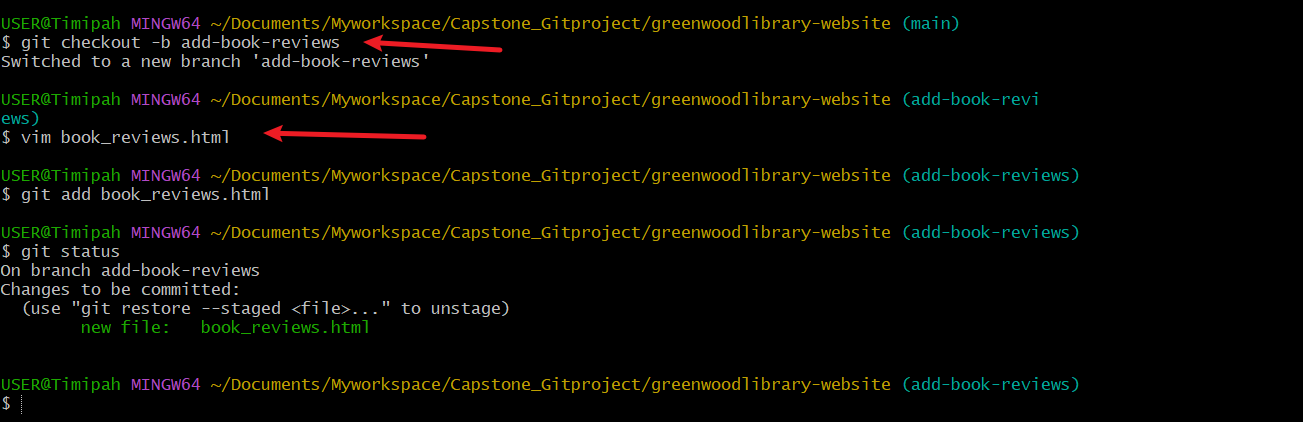 USER@Timipah MINGW64 ~/Documents/Myworkspace/Capstone_Gitproject/greenwoodlibrary-website (main)
$ git checkout -b add-book-reviews
Switched to a new branch 'add-book-reviews'
USER@Timipah MINGW64 ~/Documents/Myworkspace/Capstone_Gitproject/greenwoodlibrary-website (add-book-revi
ews)
$ vim book_reviews.html
USER@Timipah MINGW64 ~/Documents/Myworkspace/Capstone_Gitproject/greenwoodlibrary-website (add-book-reviews)
$ git add book_reviews.html
USER@Timipah MINGW64 ~/Documents/Myworkspace/Capstone_Gitproject/greenwoodlibrary-website (add-book-reviews)
$ git status
On branch add-book-reviews
Changes to be committed:
  (use "git restore --staged <file>..." to unstage)
        new file:   book_reviews.html
USER@Timipah MINGW64 ~/Documents/Myworkspace/Capstone_Gitproject/greenwoodlibrary-website (add-book-reviews)
$